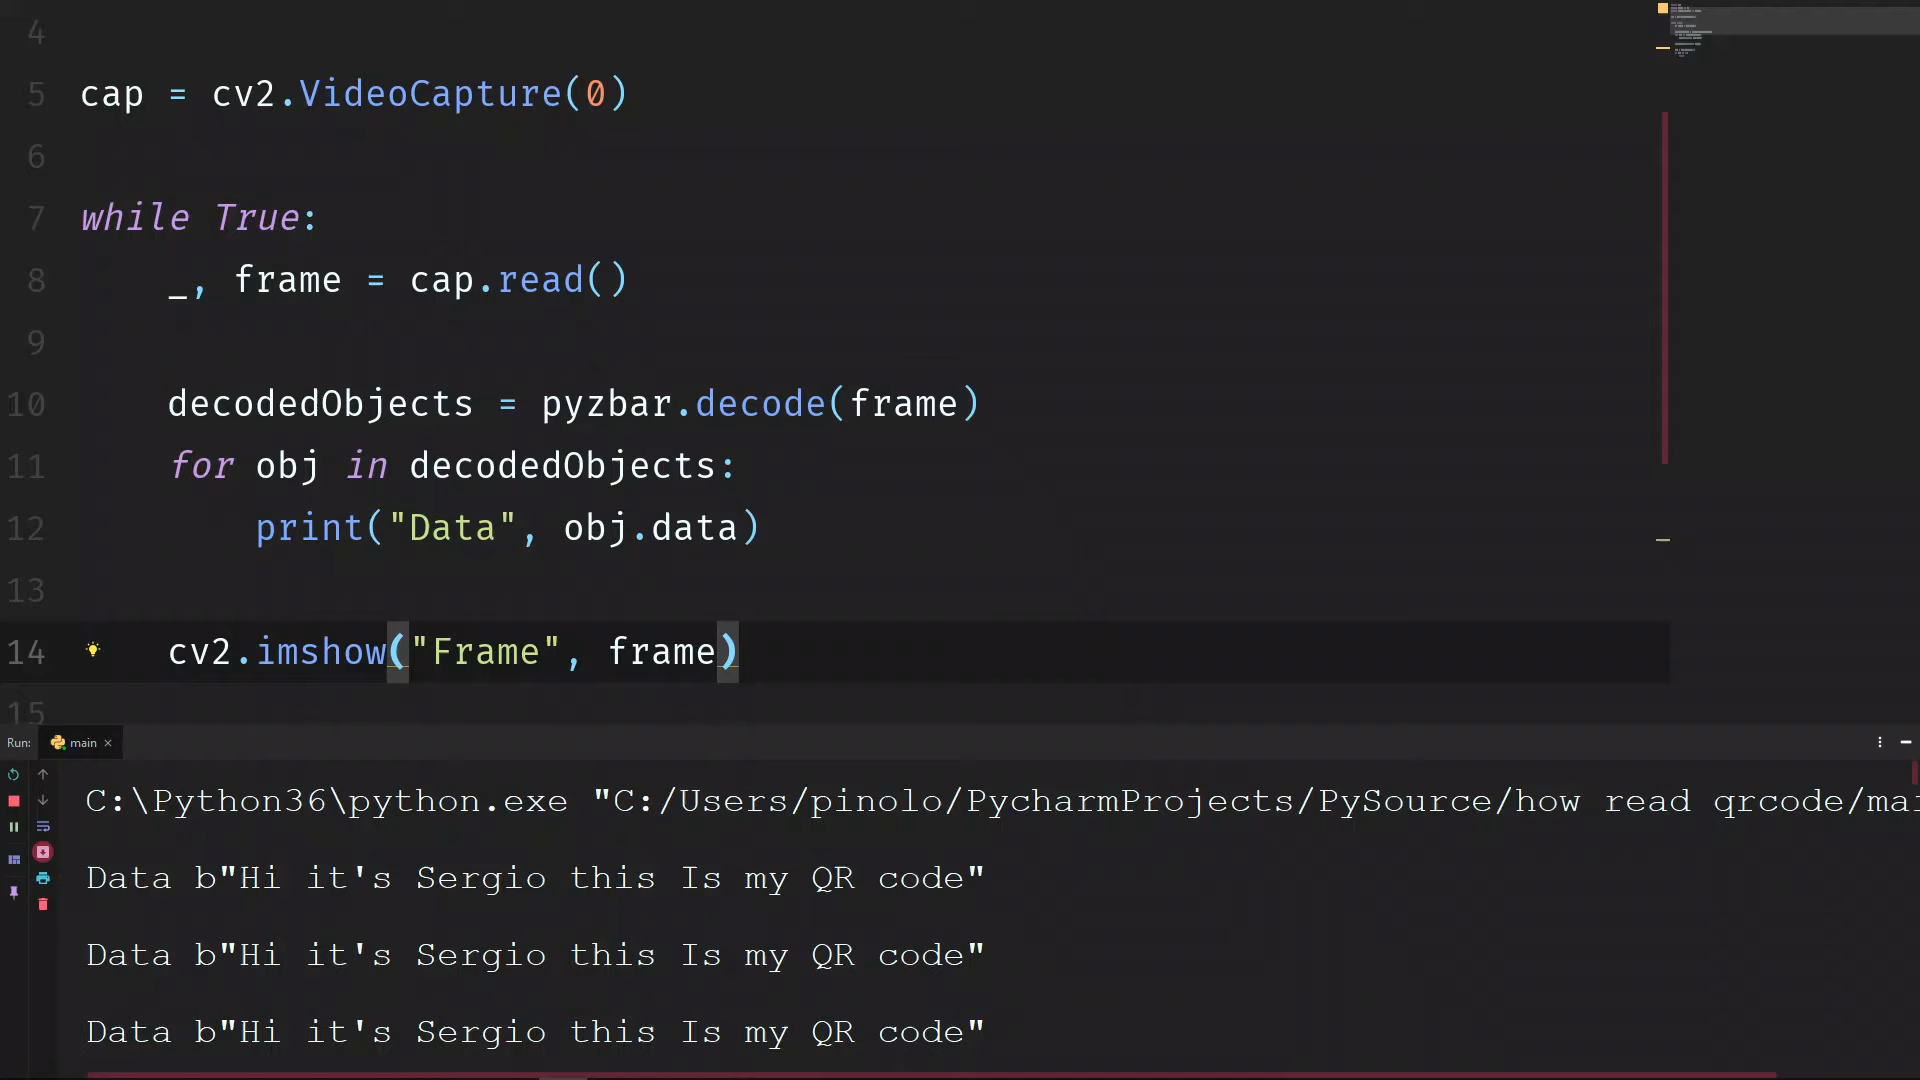 4
5 cap = cv2.VideoCapture(0)
6
7 while True:
8 _, frame = cap.read()
9
10 decodedObjects = pyzbar.decode(frame)
11 for obj in decodedObjects:
12 print("Data", obj.data)
13
14 cv2.imshow("Frame", frame)
15
Run: main
C:\Python36\python.exe "C:/Users/pinolo/PycharmProjects/PySource/how read qrcode/mai
Data b"Hi it's Sergio this Is my QR code"
Data b"Hi it's Sergio this Is my QR code"
Data b"Hi it's Sergio this Is my QR code"